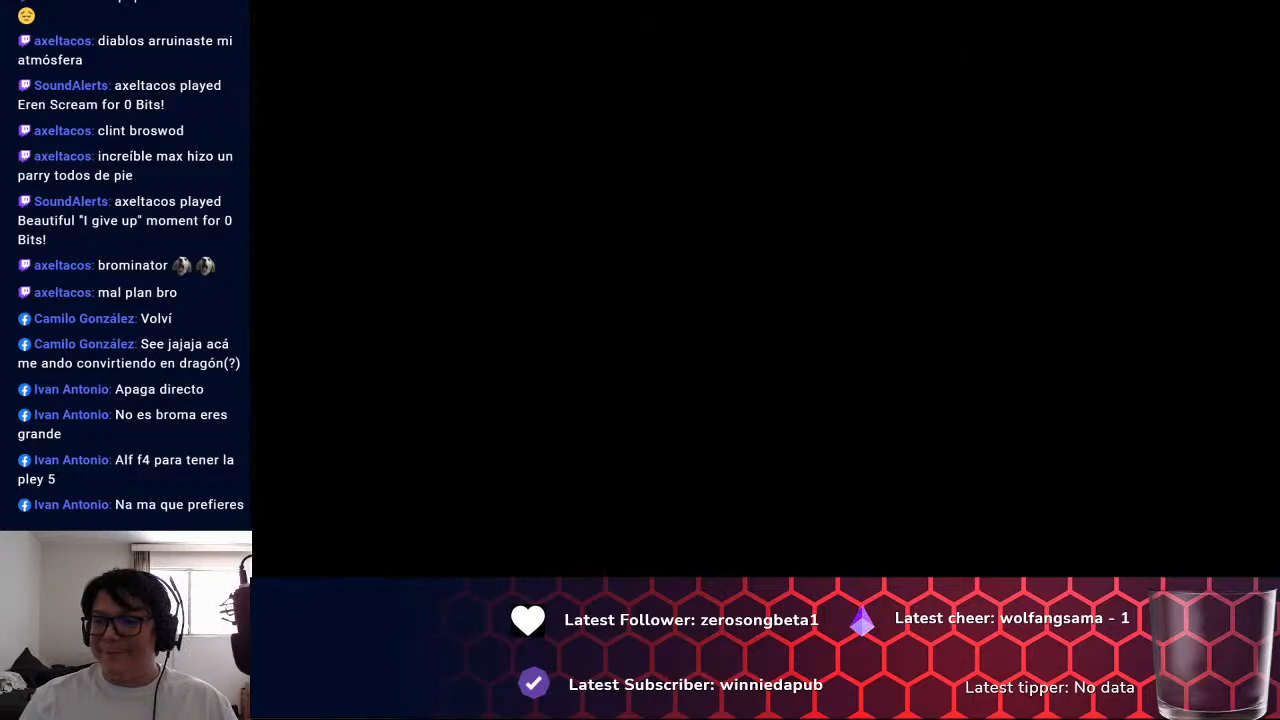 axeltacos: diablos arruinaste mi
atmósfera
SoundAlerts: axeltacos played
Eren Scream for 0 Bits!
axeltacos: clint broswod
axeltacos: increíble max hizo un
parry todos de pie
SoundAlerts: axeltacos played
Beautiful "I give up" moment for 0
Bits!
axeltacos: brominator
axeltacos: mal plan bro
Camilo González: Volví
Camilo González: See jajaja acá
me ando convirtiendo en dragón(?)
Ivan Antonio: Apaga directo
Ivan Antonio: No es broma eres
grande
Ivan Antonio: Alf f4 para tener la
pley 5
Ivan Antonio: Na ma que prefieres
Latest Follower: zerosongbeta1
Latest cheer: wolfangsama - 1
Latest Subscriber: winniedapub
Latest tipper: No data